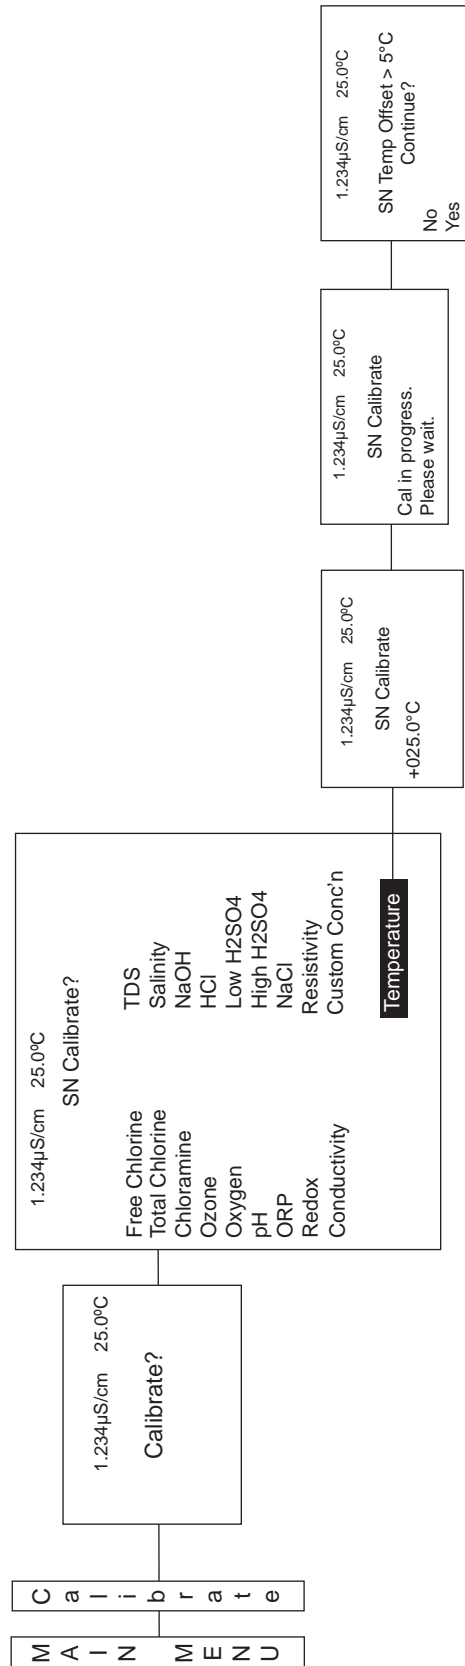 MAIN MENU
Calibrate
1.234µS/cm 25.0ºC
Calibrate?
1.234µS/cm 25.0ºC
SN Calibrate?
Free Chlorine
Total Chlorine
Chloramine
Ozone
Oxygen
pH
ORP
Redox
Conductivity
TDS
Salinity
NaOH
HCl
Low H2SO4
High H2SO4
NaCl
Resistivity
Custom Conc'n
Temperature
1.234µS/cm 25.0ºC
SN Calibrate
+025.0°C
1.234µS/cm 25.0ºC
SN Calibrate
Cal in progress.
Please wait.
1.234µS/cm 25.0ºC
SN Temp Offset > 5°C
Continue?
No
Yes